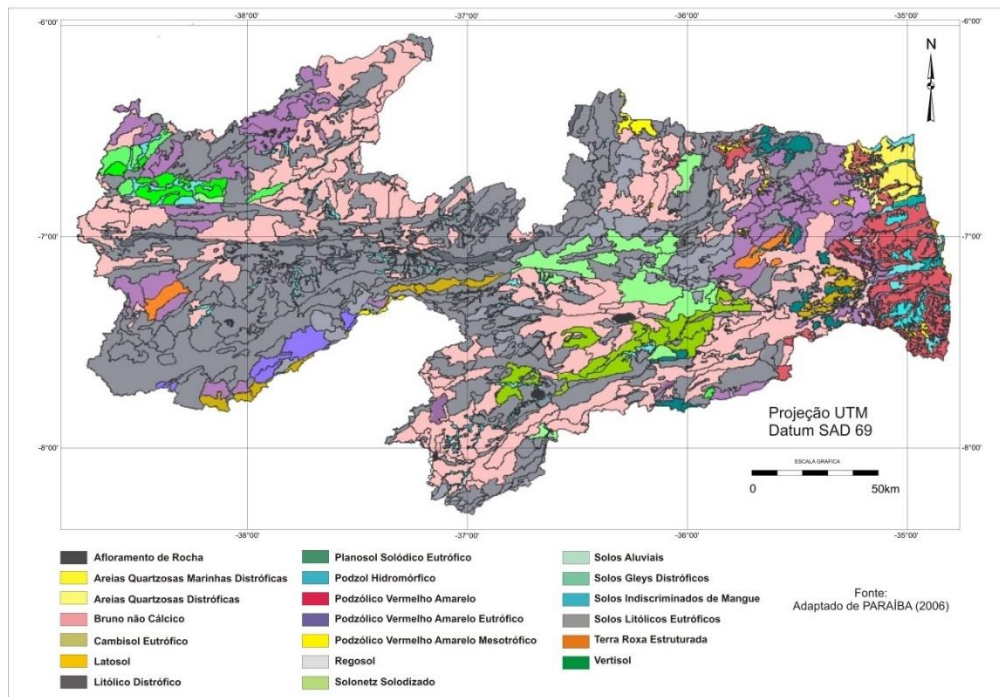 -6°00'
-38°00'
-37°00'
-36°00'
-35°00'
-6°00'
N
-7°00'
-7°00'
-8°00'
-8°00'
Projeção UTM
Datum SAD 69
ESCALA GRAFICA
0 50km
-38°00'
-37°00'
-36°00'
-35°00'
Afloramento de Rocha
Areias Quartzosas Marinhas Distróficas
Areias Quartzosas Distróficas
Bruno não Cálcico
Cambisol Eutrófico
Latosol
Litólico Distrófico
Planosol Solódico Eutrófico
Podzol Hidromórfico
Podzólico Vermelho Amarelo
Podzólico Vermelho Amarelo Eutrófico
Podzólico Vermelho Amarelo Mesotrófico
Regosol
Solonetz Solodizado
Solos Aluviais
Solos Gleys Distróficos
Solos Indiscriminados de Mangue
Solos Litólicos Eutróficos
Terra Roxa Estruturada
Vertisol
Fonte:
Adaptado de PARAÍBA (2006)